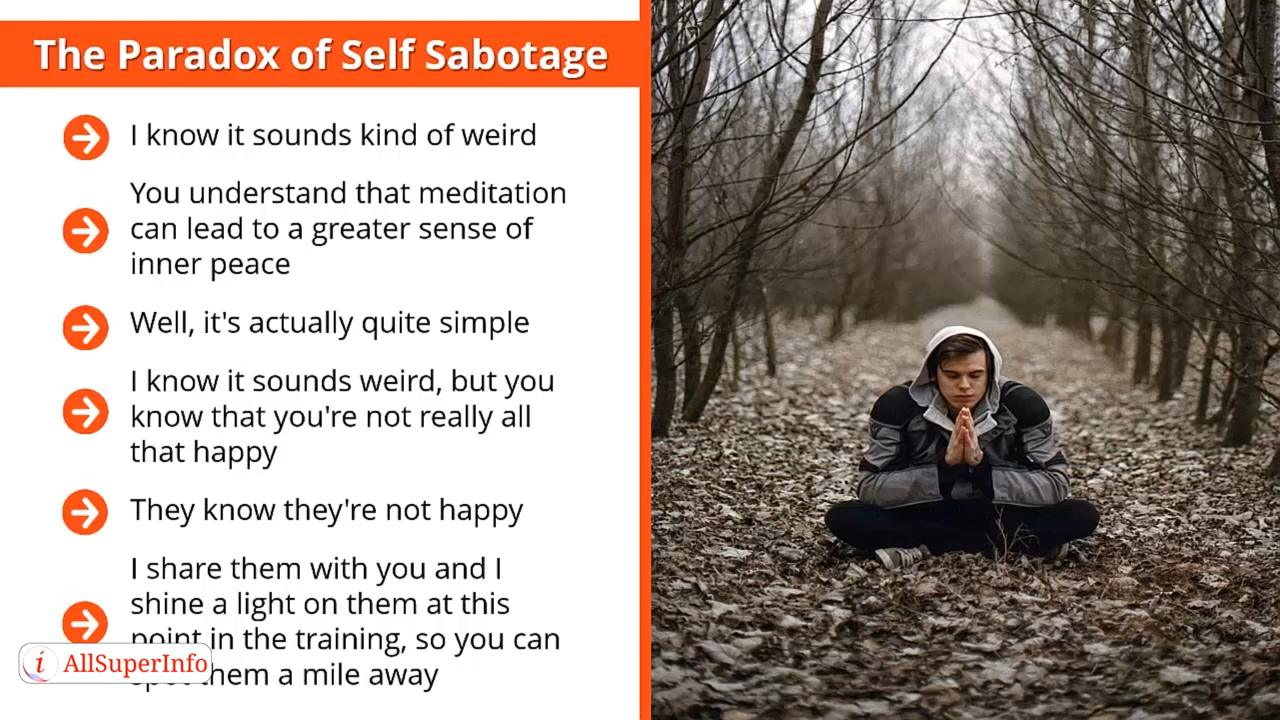 The Paradox of Self Sabotage
I know it sounds kind of weird
You understand that meditation
can lead to a greater sense of
inner peace
Well, it's actually quite simple
I know it sounds weird, but you
know that you're not really all
that happy
They know they're not happy
I share them with you and I
shine a light on them at this
point in the training, so you can
spot them a mile away
i AllSuperInfo